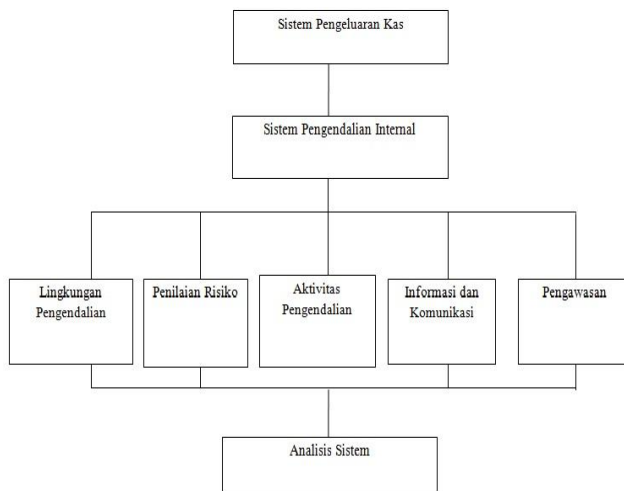 Sistem Pengeluaran Kas
Sistem Pengendalian Internal
Lingkungan
Pengendalian
Penilaian Risiko
Aktivitas
Pengendalian
Informasi dan
Komunikasi
Pengawasan
Analisis Sistem